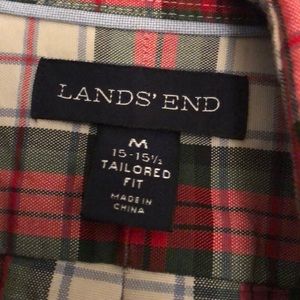 LANDS' END
M
15-15½
TAILORED
FIT
MADE IN
CHINA